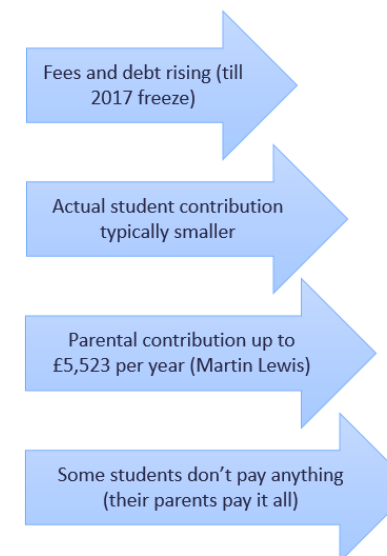 Fees and debt rising (till
2017 freeze)
Actual student contribution
typically smaller
Parental contribution up to
£5,523 per year (Martin Lewis)
Some students don’t pay anything
(their parents pay it all)